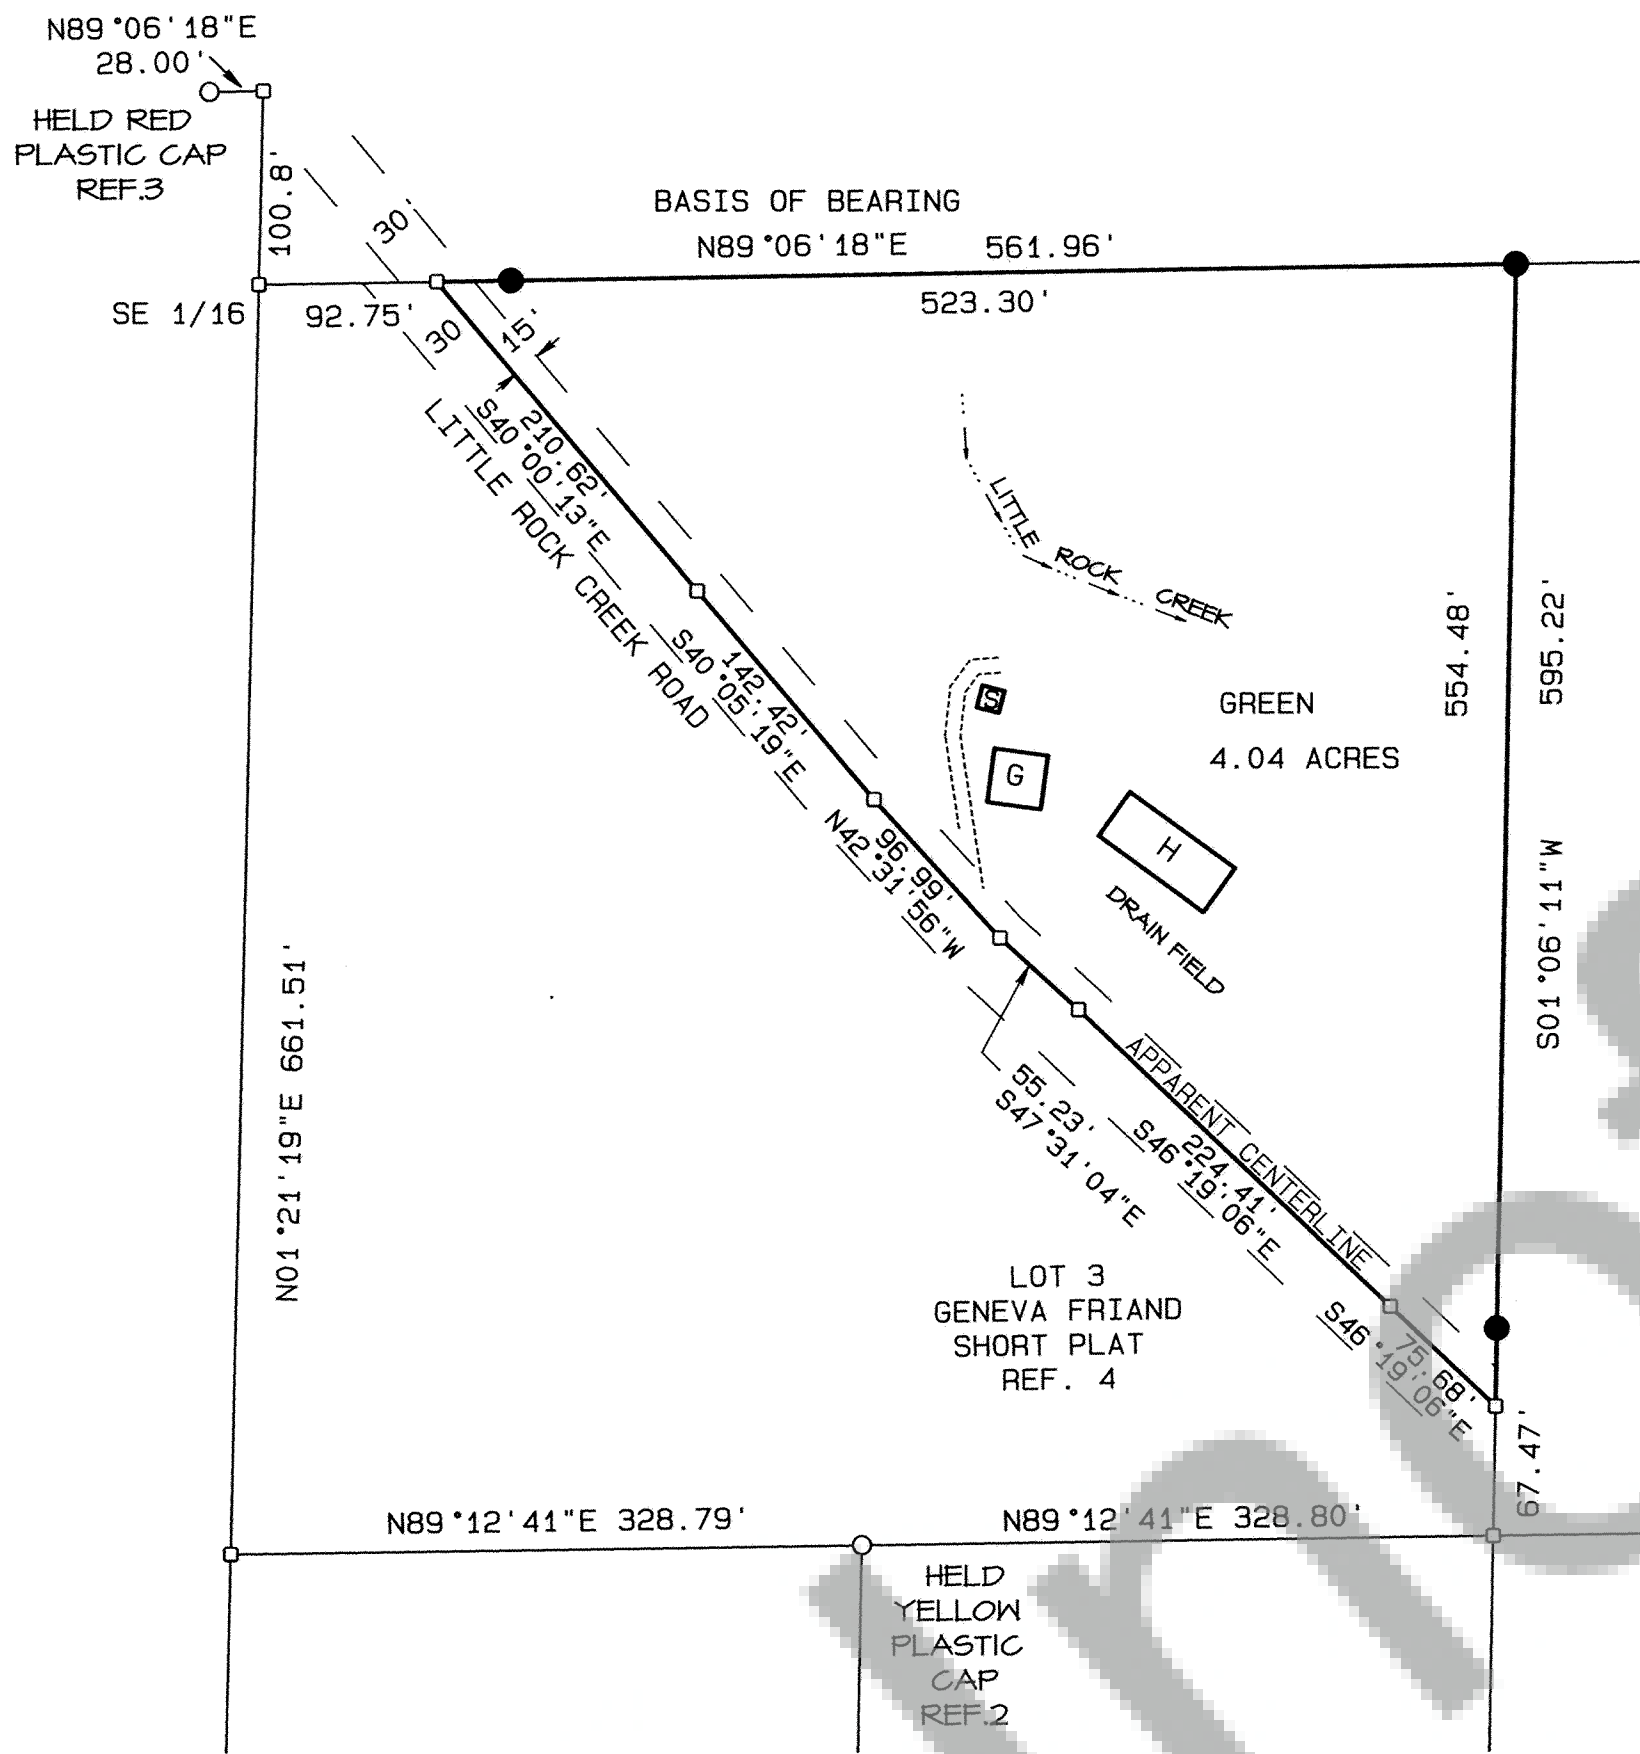 N89°06'18"E
28.00'
HELD RED
PLASTIC CAP
REF.3
100.8'
30'
BASIS OF BEARING
N89°06'18"E 561.96'
523.30'
SE 1/16
92.75'
30
15'
210.62'
S40°00'13"E
LITTLE ROCK CREEK ROAD
LITTLE ROCK CREEK
142.42'
S40°05'19"E
S
G
H
GREEN
4.04 ACRES
554.48'
595.22'
S01°06'11"W
96.99'
N42°31'56"W
DRAIN FIELD
N01°21'19"E 661.51'
55.23'
S47°31'04"E
APPARENT CENTERLINE
224.41'
S46°19'06"E
LOT 3
GENEVA FRIAND
SHORT PLAT
REF. 4
75.68'
S46°19'06"E
67.47'
N89°12'41"E 328.79'
N89°12'41"E 328.80'
HELD
YELLOW
PLASTIC
CAP
REF.2